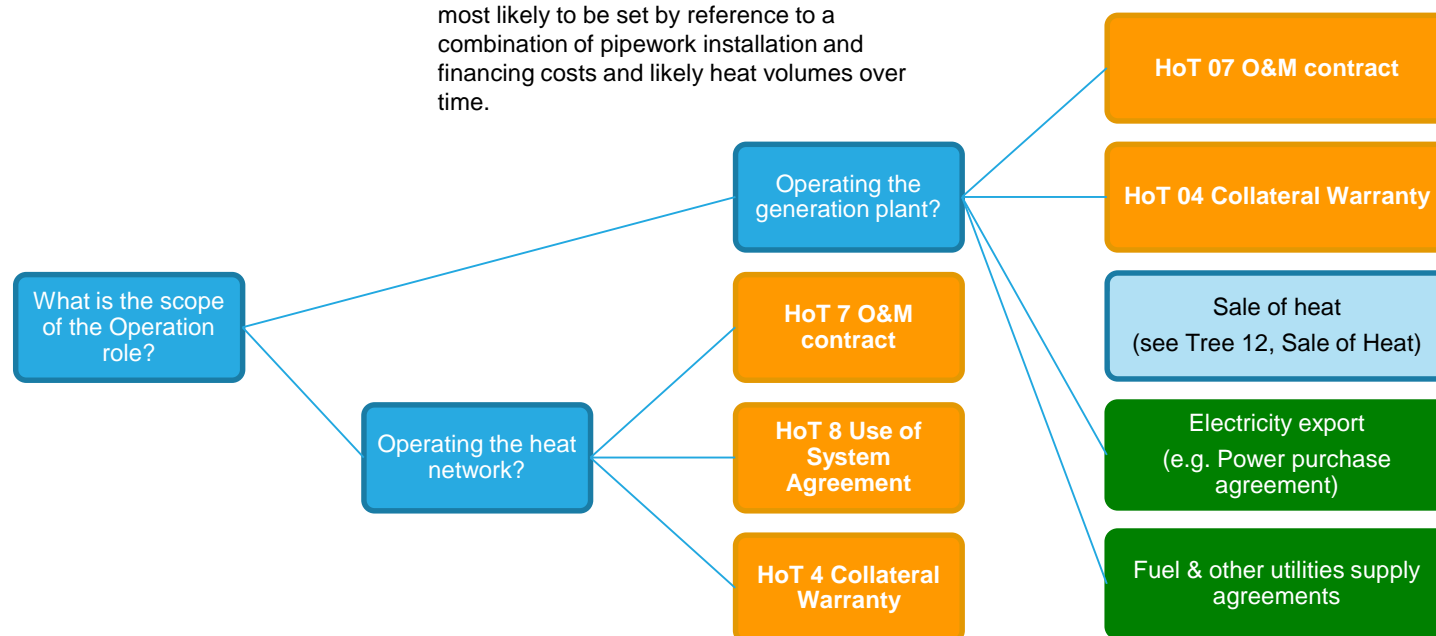 most likely to be set by reference to a
combination of pipework installation and
financing costs and likely heat volumes over
time.
HoT 07 O&M contract
Operating the
generation plant?
HoT 04 Collateral Warranty
What is the scope
of the Operation
role?
HoT 7 O&M
contract
Sale of heat
(see Tree 12, Sale of Heat)
Operating the heat
network?
HoT 8 Use of
System
Agreement
Electricity export
(e.g. Power purchase
agreement)
HoT 4 Collateral
Warranty
Fuel & other utilities supply
agreements